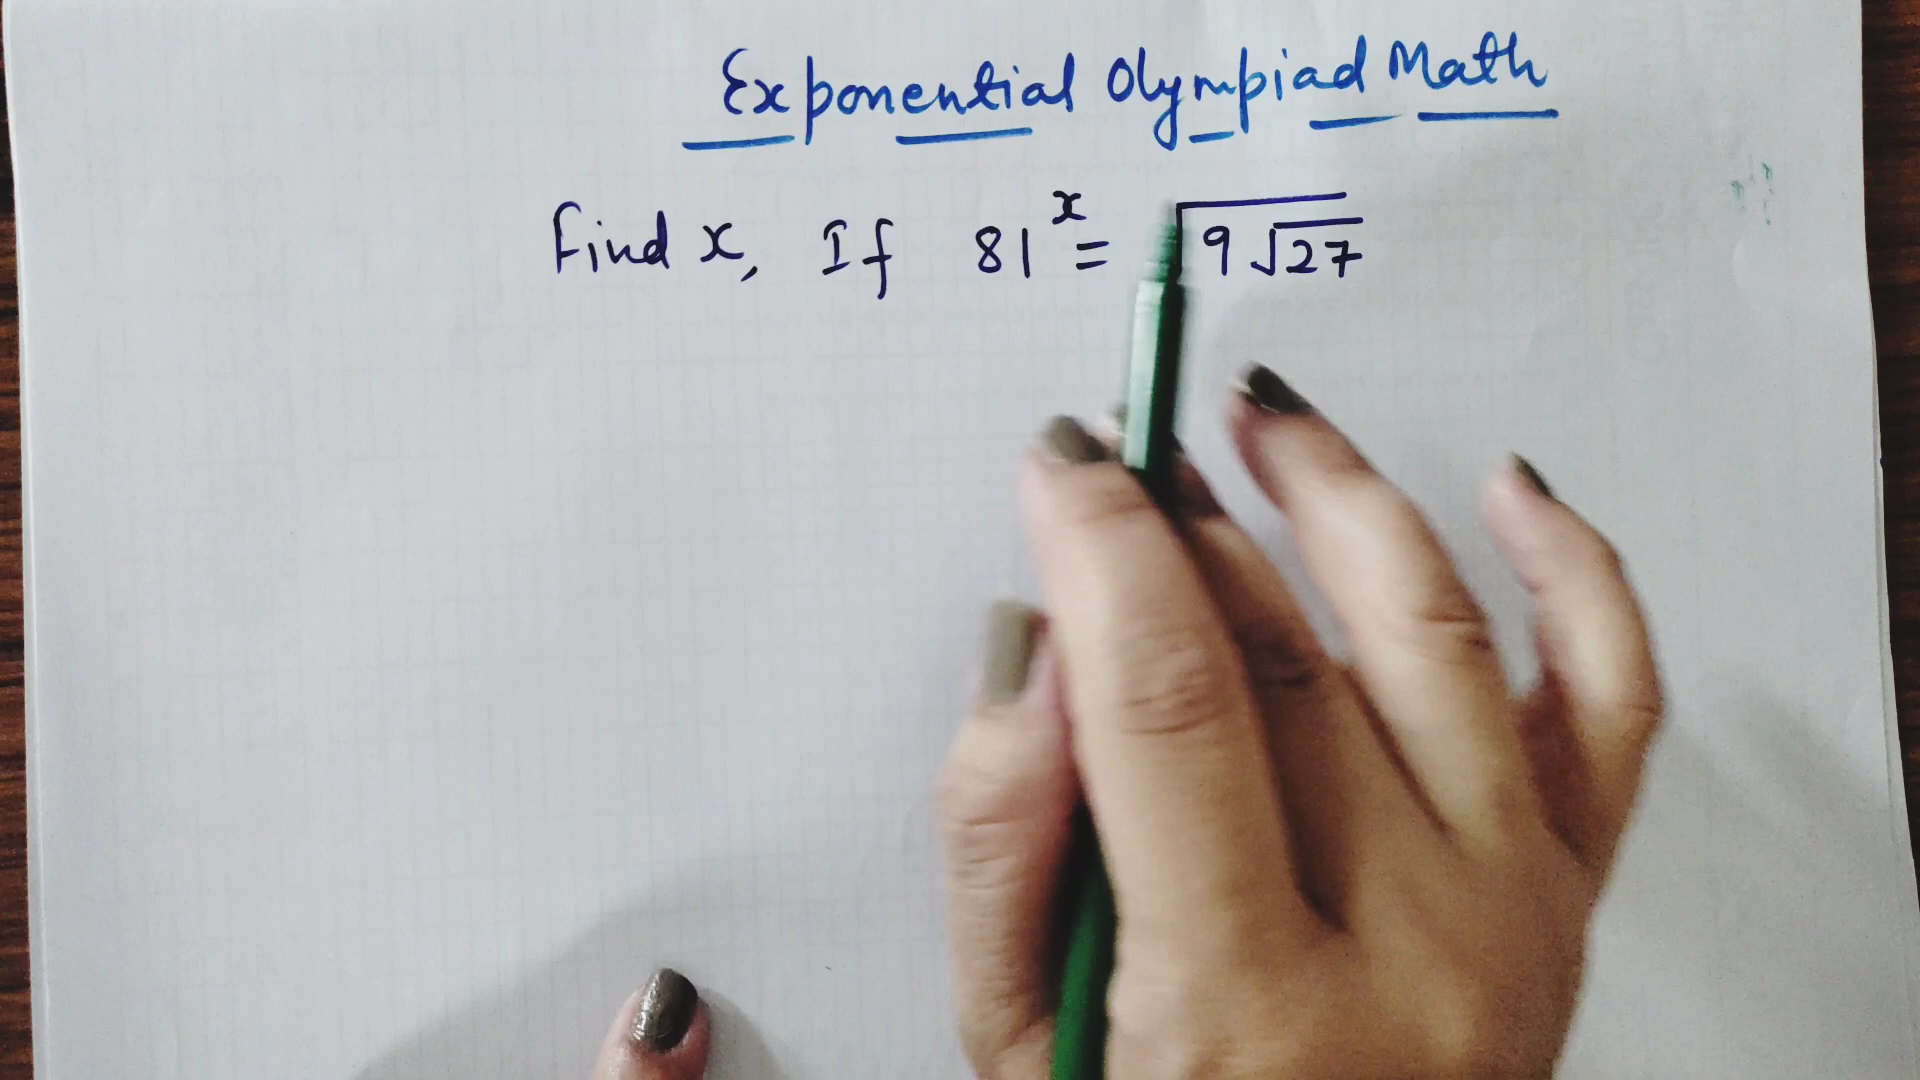 Exponential Olympiad Math
Find x, If 81^x = √(9√27)